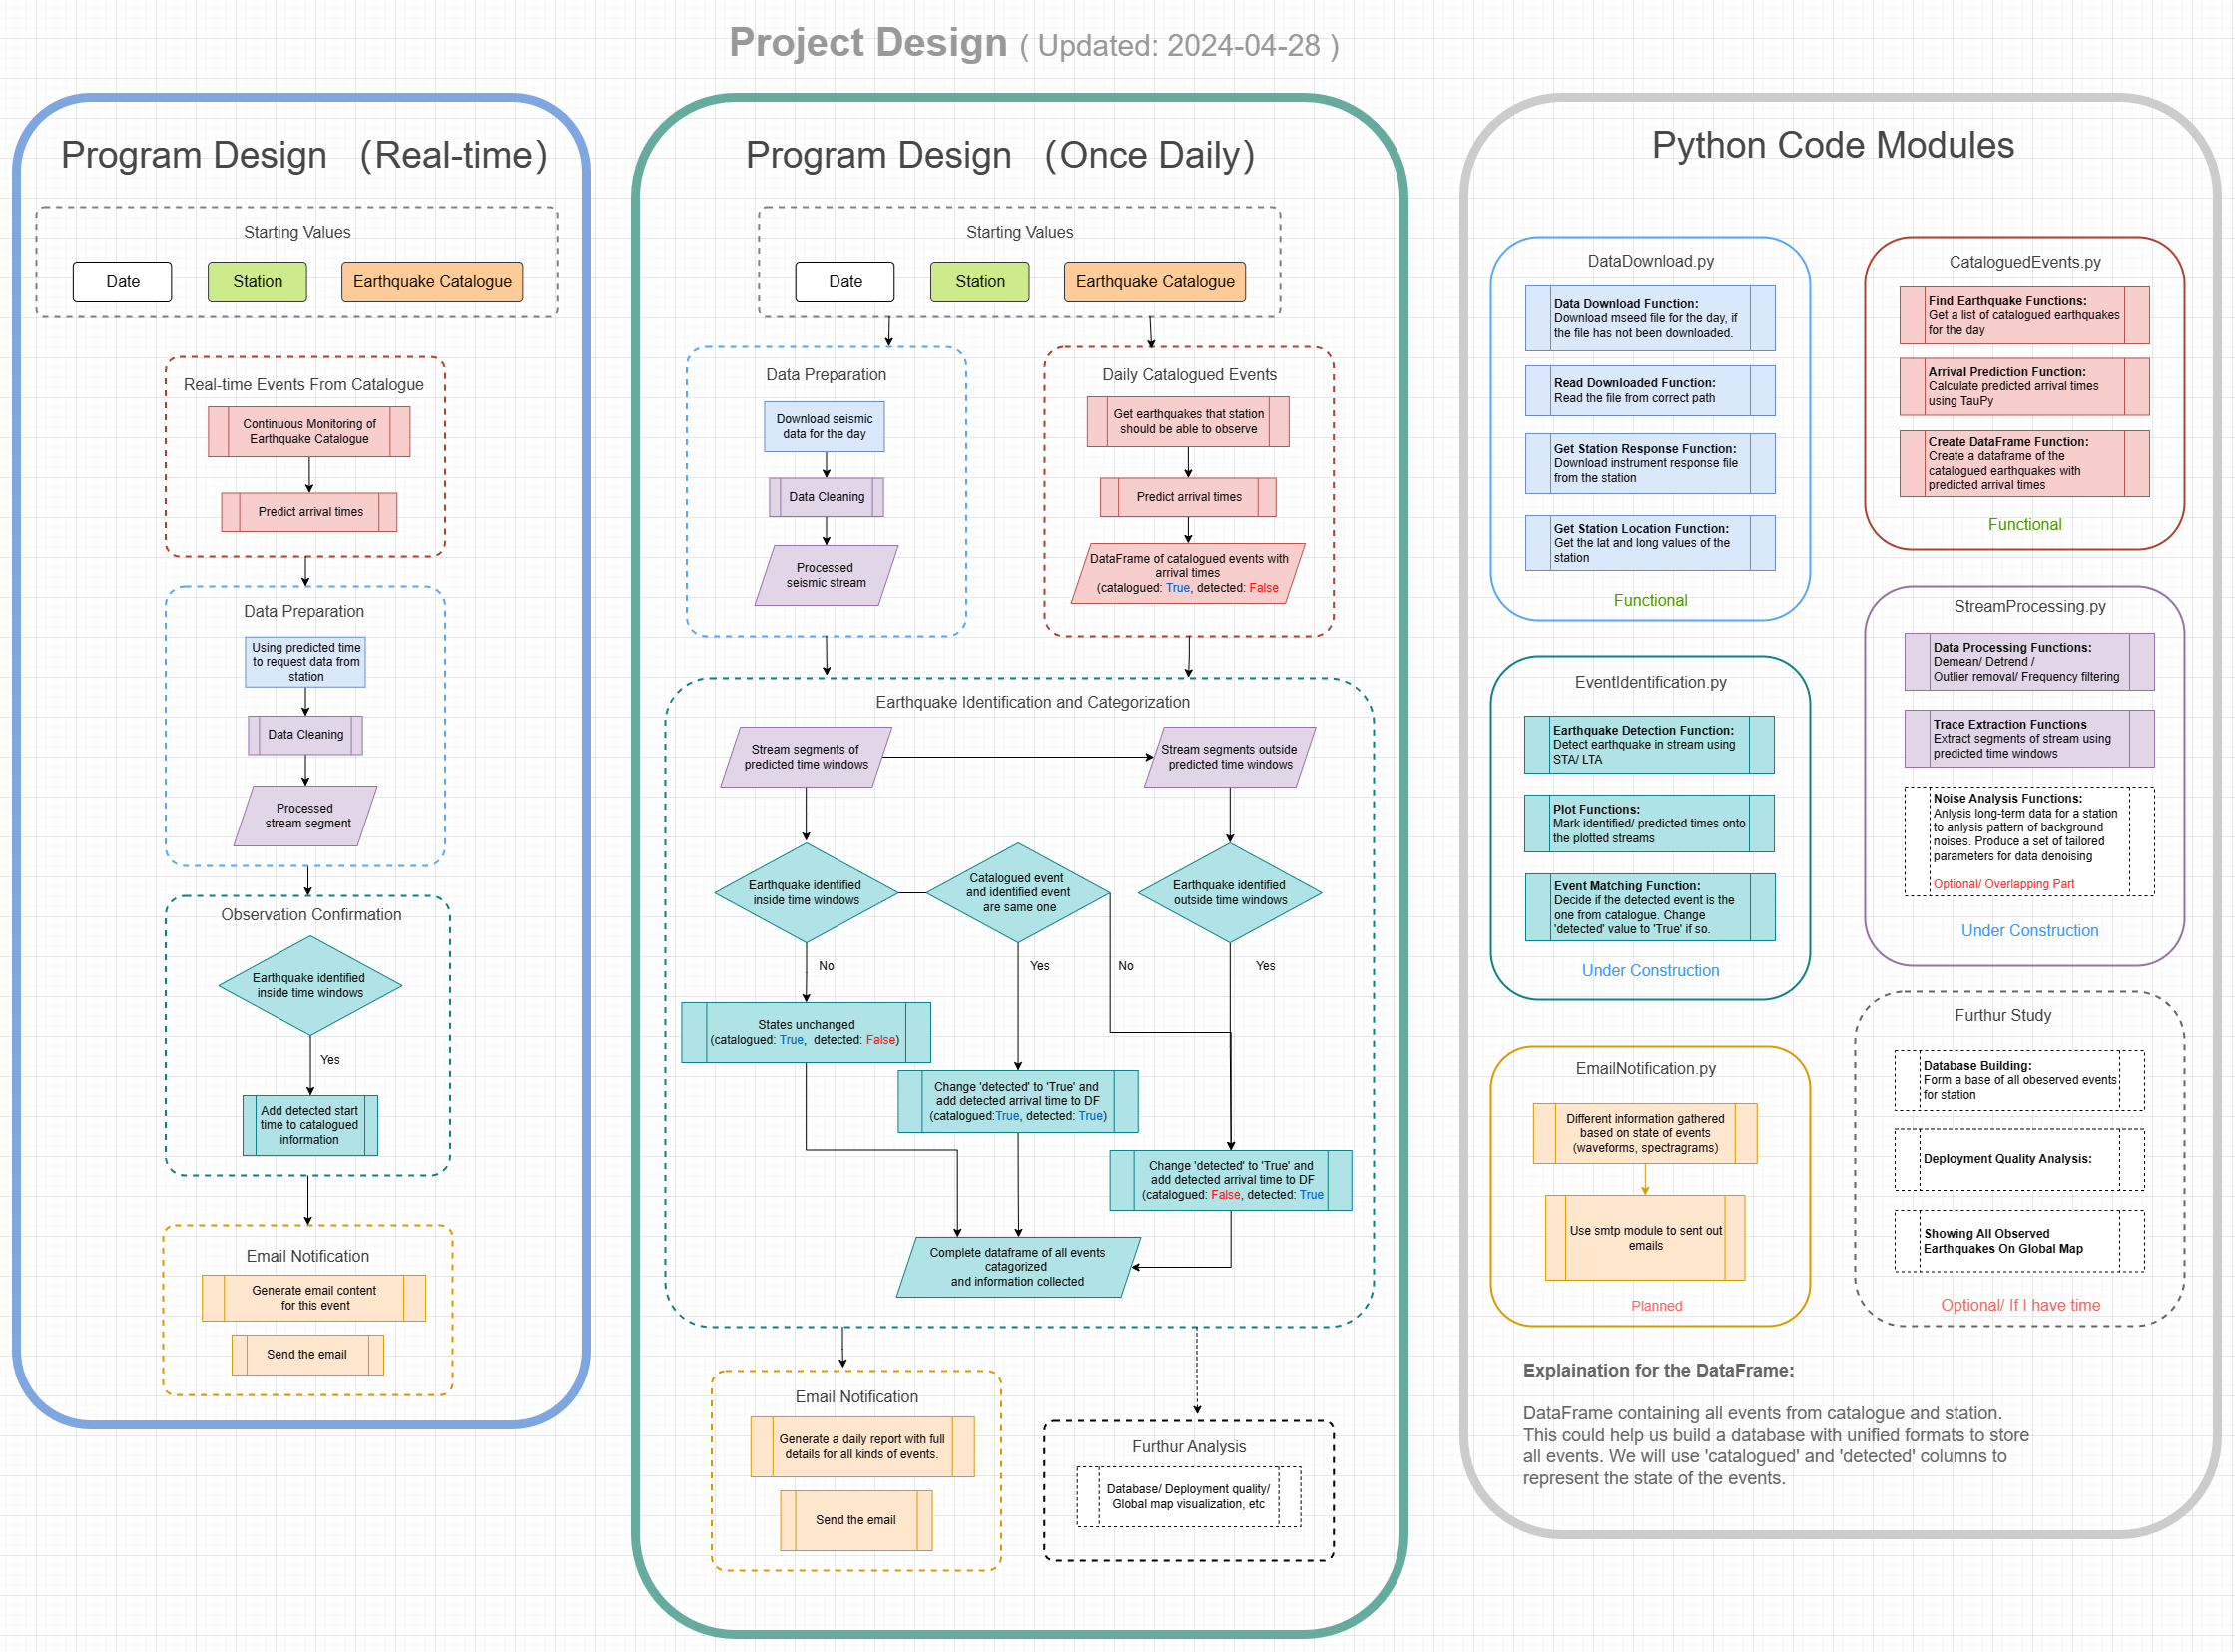 Project Design ( Updated: 2024-04-28 )
Program Design （Real-time）
Starting Values
Date
Station
Earthquake Catalogue
Real-time Events From Catalogue
Continuous Monitoring of
Earthquake Catalogue
Predict arrival times
Data Preparation
Using predicted time
to request data from
station
Data Cleaning
Processed
stream segment
Observation Confirmation
Earthquake identified
inside time windows
Yes
Add detected start
time to catalogued
information
Email Notification
Generate email content
for this event
Send the email
Program Design （Once Daily）
Starting Values
Date
Station
Earthquake Catalogue
Data Preparation
Download seismic
data for the day
Data Cleaning
Processed
seismic stream
Daily Catalogued Events
Get earthquakes that station
should be able to observe
Predict arrival times
DataFrame of catalogued events with
arrival times
(catalogued: True, detected: False
Earthquake Identification and Categorization
Stream segments of
predicted time windows
Stream segments outside
predicted time windows
Earthquake identified
inside time windows
Catalogued event
and identified event
are same one
Earthquake identified
outside time windows
No
Yes
No
Yes
States unchanged
(catalogued: True, detected: False)
Change 'detected' to 'True' and
add detected arrival time to DF
(catalogued:True, detected: True)
Change 'detected' to 'True' and
add detected arrival time to DF
(catalogued: False, detected: True
Complete dataframe of all events
catagorized
and information collected
Email Notification
Generate a daily report with full
details for all kinds of events.
Send the email
Furthur Analysis
Database/ Deployment quality/
Global map visualization, etc
Python Code Modules
DataDownload.py
Data Download Function:
Download mseed file for the day, if
the file has not been downloaded.
Read Downloaded Function:
Read the file from correct path
Get Station Response Function:
Download instrument response file
from the station
Get Station Location Function:
Get the lat and long values of the
station
Functional
CataloguedEvents.py
Find Earthquake Functions:
Get a list of catalogued earthquakes
for the day
Arrival Prediction Function:
Calculate predicted arrival times
using TauPy
Create DataFrame Function:
Create a dataframe of the
catalogued earthquakes with
predicted arrival times
Functional
EventIdentification.py
Earthquake Detection Function:
Detect earthquake in stream using
STA/ LTA
Plot Functions:
Mark identified/ predicted times onto
the plotted streams
Event Matching Function:
Decide if the detected event is the
one from catalogue. Change
'detected' value to 'True' if so.
Under Construction
StreamProcessing.py
Data Processing Functions:
Demean/ Detrend /
Outlier removal/ Frequency filtering
Trace Extraction Functions
Extract segments of stream using
predicted time windows
Noise Analysis Functions:
Anlysis long-term data for a station
to anlysis pattern of background
noises. Produce a set of tailored
parameters for data denoising
Optional/ Overlapping Part
Under Construction
EmailNotification.py
Different information gathered
based on state of events
(waveforms, spectragrams)
Use smtp module to sent out
emails
Planned
Furthur Study
Database Building:
Form a base of all obeserved events
for station
Deployment Quality Analysis:
Showing All Observed
Earthquakes On Global Map
Optional/ If I have time
Explaination for the DataFrame:
DataFrame containing all events from catalogue and station.
This could help us build a database with unified formats to store
all events. We will use 'catalogued' and 'detected' columns to
represent the state of the events.